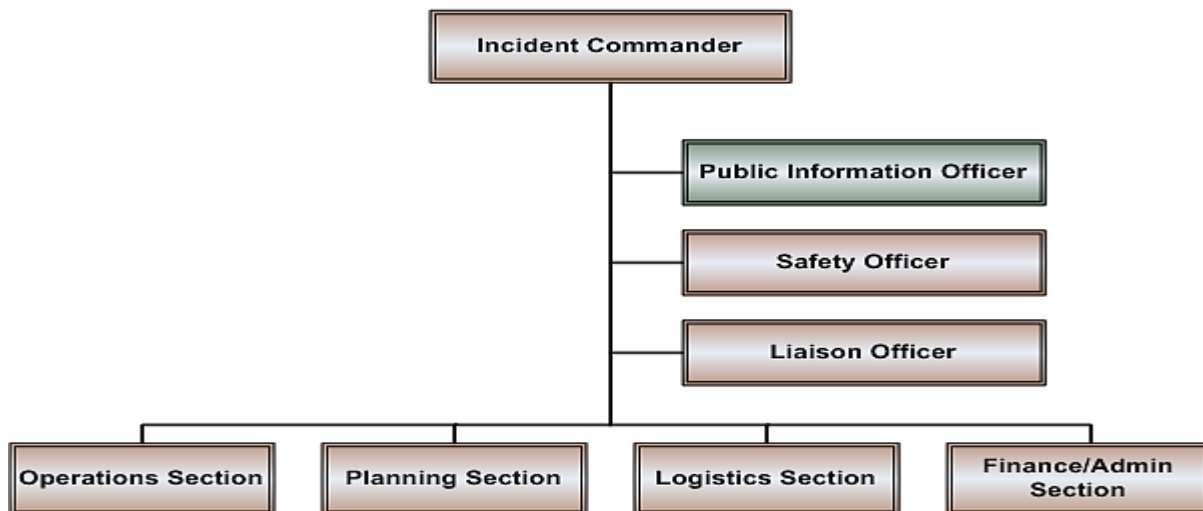 Incident Commander
Public Information Officer
Safety Officer
Liaison Officer
Operations Section
Planning Section
Logistics Section
Finance/Admin
Section